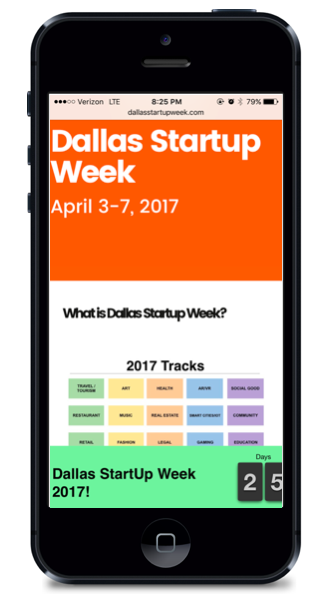 ●●●○○ Verizon LTE 8:25 PM 79%
dallasstartupweek.com
Dallas Startup
Week
April 3-7, 2017
What is Dallas Startup Week?
2017 Tracks
TRAVEL / TOURISM ART HEALTH AR/VR SOCIAL GOOD
RESTAURANT MUSIC REAL ESTATE SMART CITIES/IOT COMMUNITY
RETAIL FASHION LEGAL GAMING EDUCATION
Days
Dallas StartUp Week
2017!
2 5